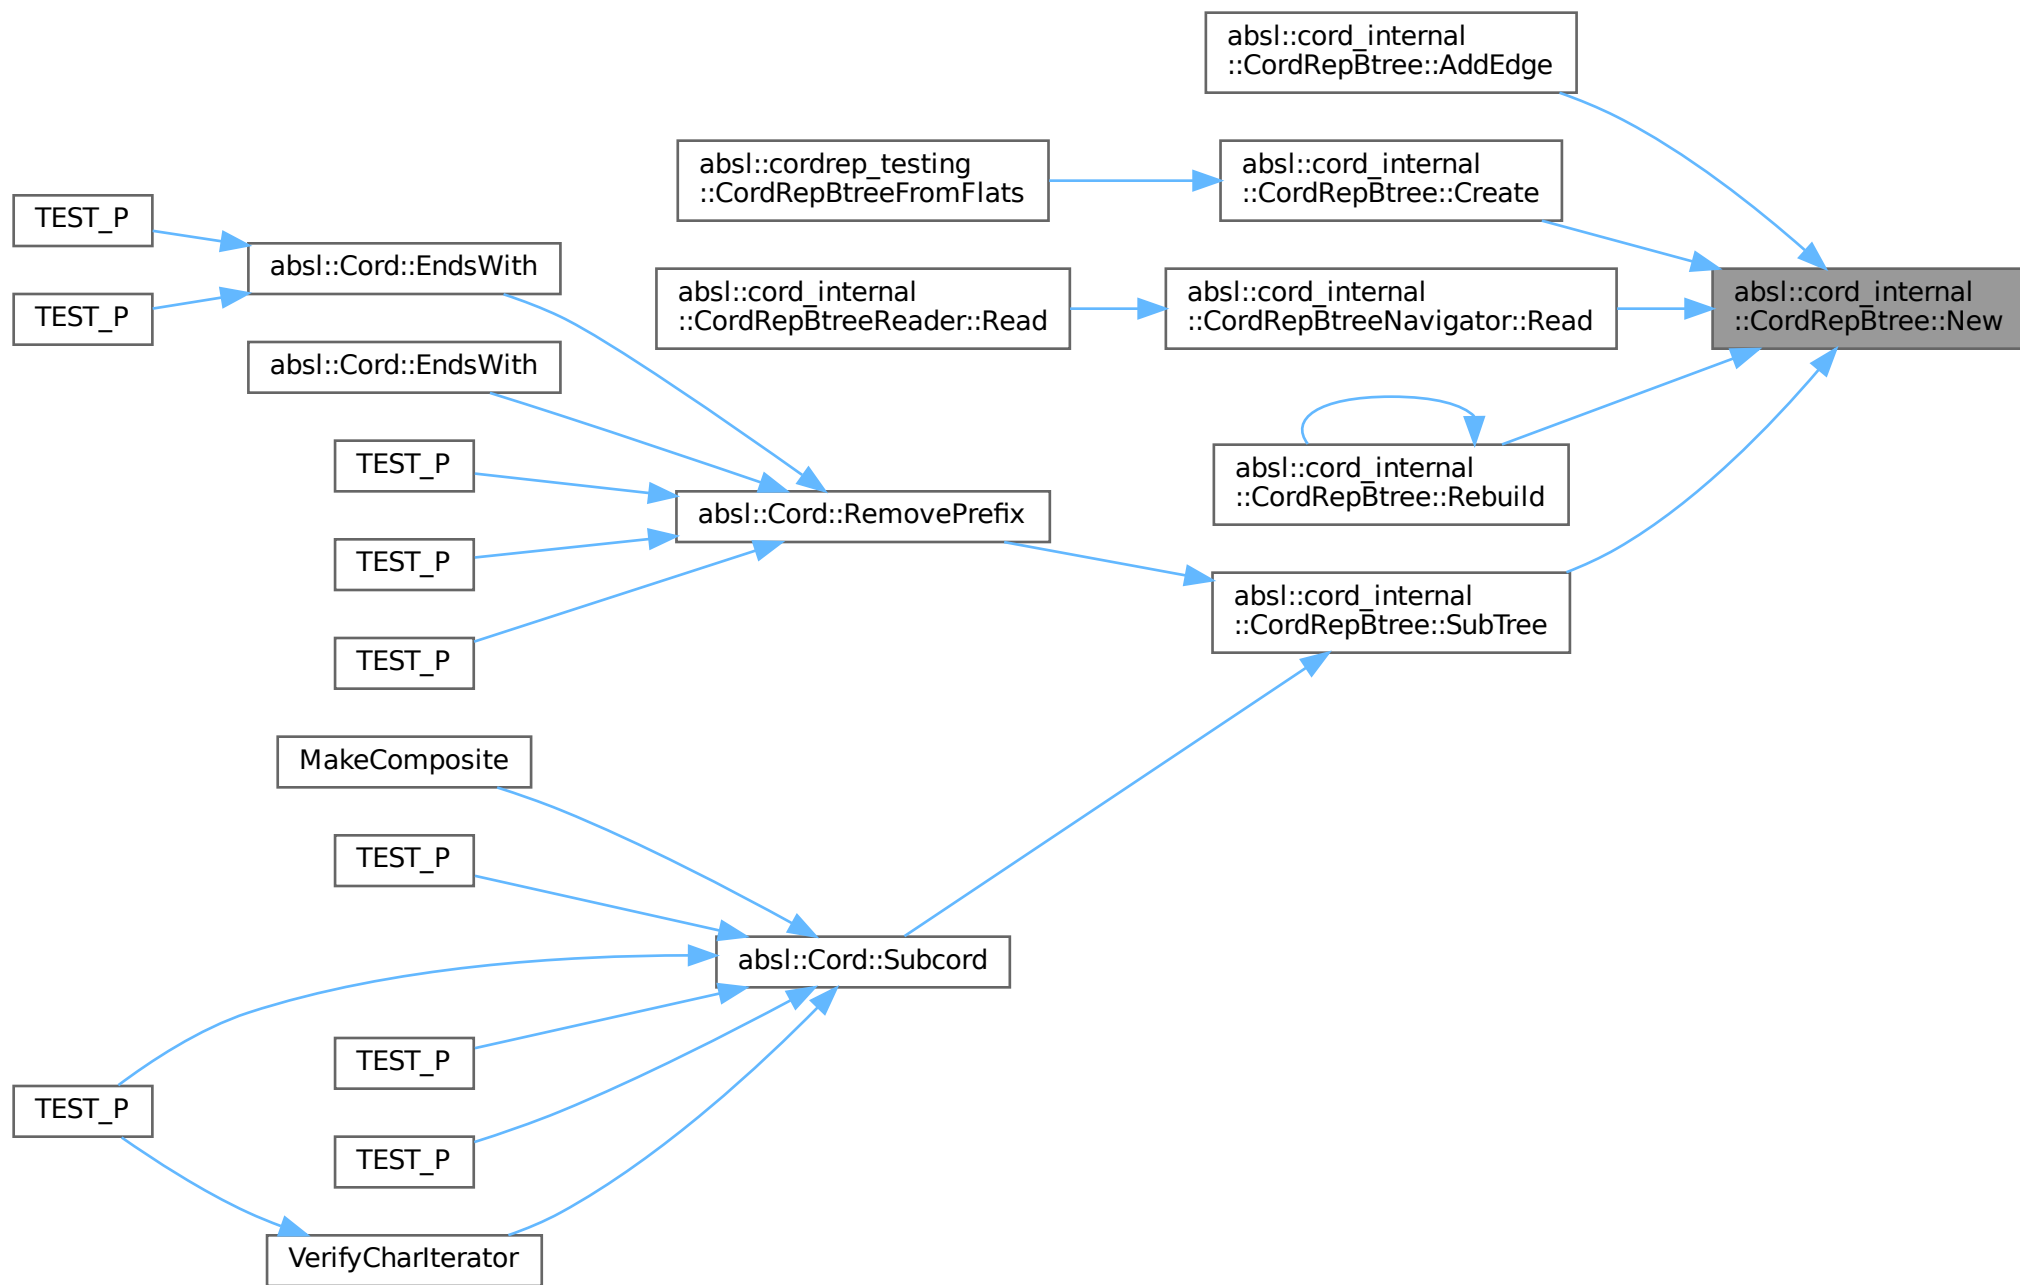 absl::cord_internal
::CordRepBtree::AddEdge
absl::cordrep_testing
::CordRepBtreeFromFlats
absl::cord_internal
::CordRepBtree::Create
TEST_P
absl::Cord::EndsWith
TEST_P
absl::cord_internal
::CordRepBtreeReader::Read
absl::cord_internal
::CordRepBtreeNavigator::Read
absl::cord_internal
::CordRepBtree::New
absl::Cord::EndsWith
TEST_P
absl::cord_internal
::CordRepBtree::Rebuild
absl::Cord::RemovePrefix
TEST_P
absl::cord_internal
::CordRepBtree::SubTree
TEST_P
MakeComposite
TEST_P
absl::Cord::Subcord
TEST_P
TEST_P
TEST_P
VerifyCharIterator